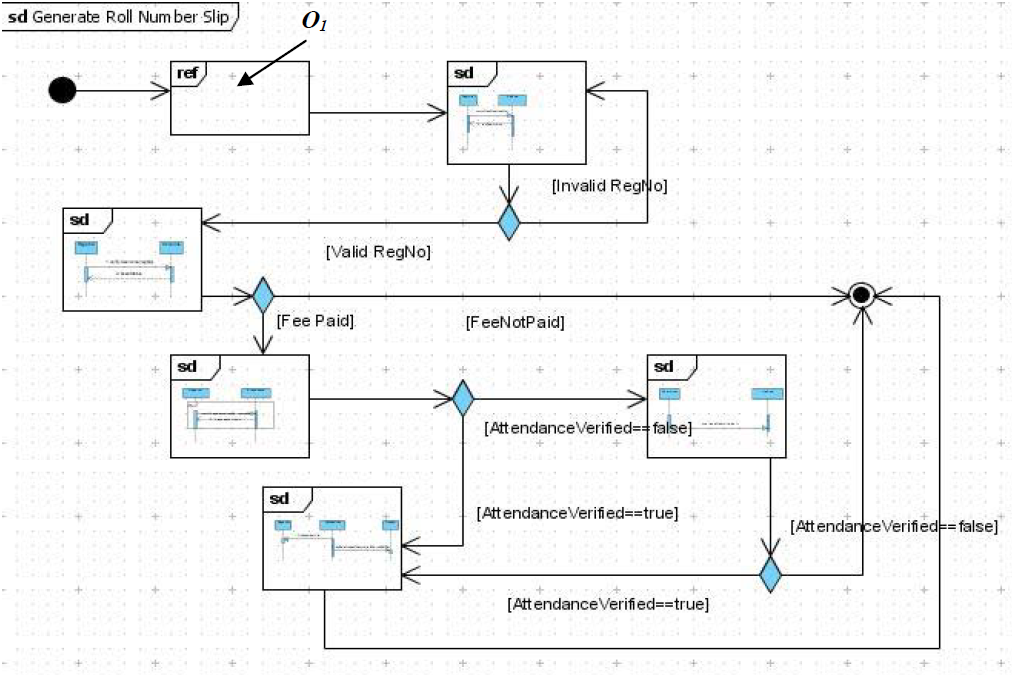 sd Generate Roll Number Slip
O1
ref
sd
[Invalid RegNo]
sd
[Valid RegNo]
[Fee Paid]
[FeeNotPaid]
sd
sd
[AttendanceVerified==false]
sd
[AttendanceVerified==true]
[AttendanceVerified==false]
[AttendanceVerified==true]